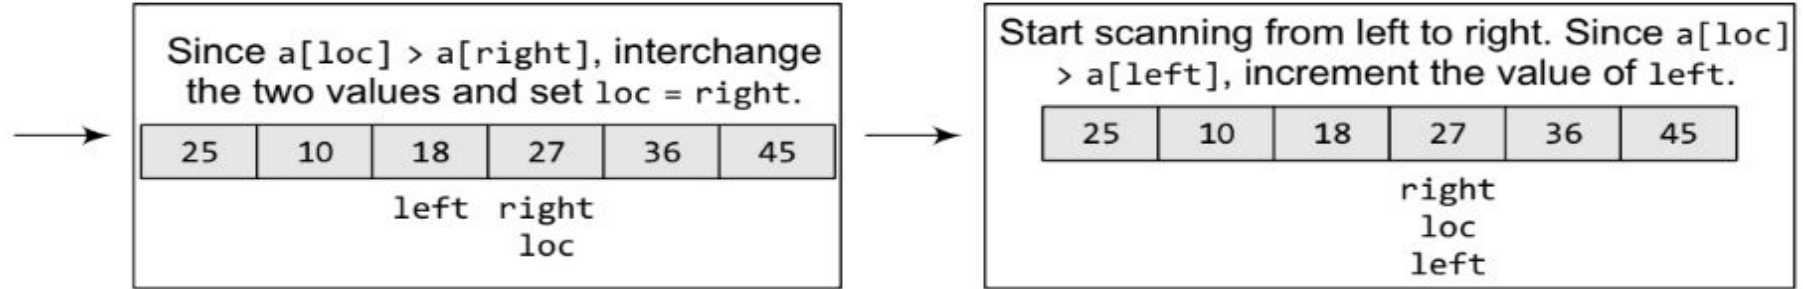 Since a[loc] > a[right], interchange
the two values and set loc = right.
25 10 18 27 36 45
left right
loc
Start scanning from left to right. Since a[loc]
> a[left], increment the value of left.
25 10 18 27 36 45
right
loc
left